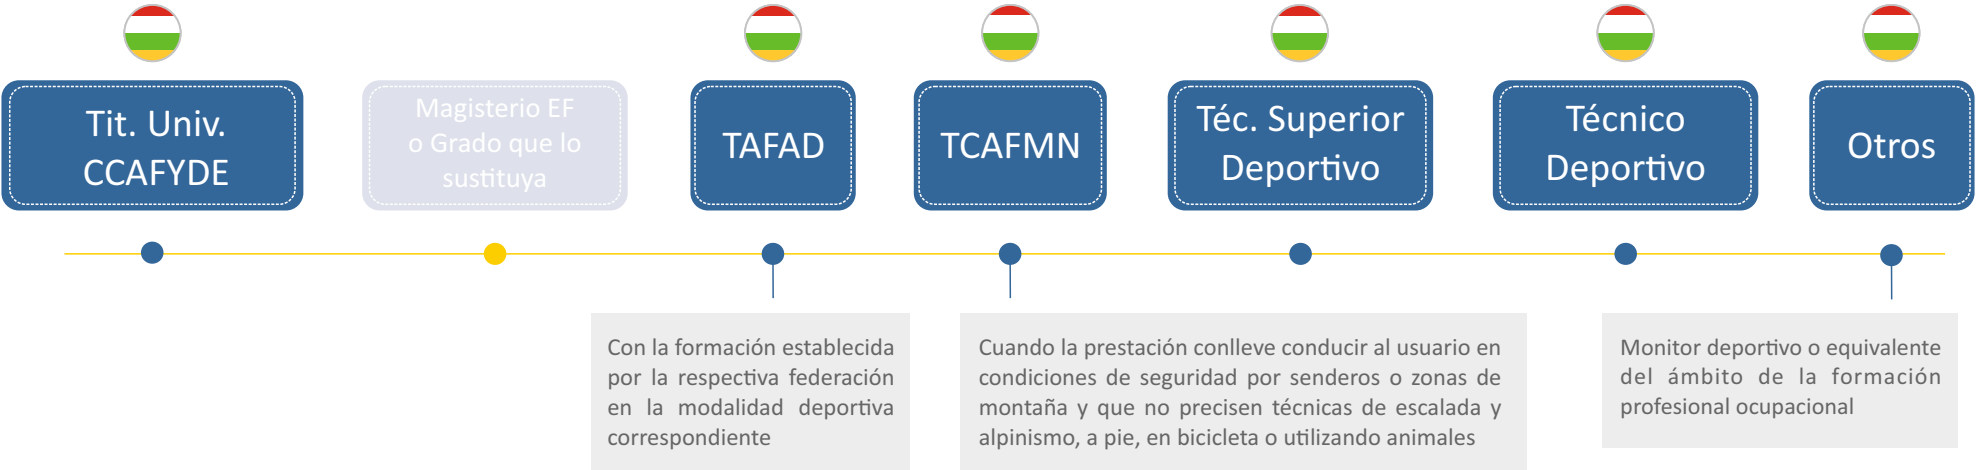 Tit. Univ.
CCAFYDE
Magisterio EF
o Grado que lo
sustituya
TAFAD
TCAFMN
Téc. Superior
Deportivo
Técnico
Deportivo
Otros
Con la formación establecida
por la respectiva federación
en la modalidad deportiva
correspondiente
Cuando la prestación conlleve conducir al usuario en
condiciones de seguridad por senderos o zonas de
montaña y que no precisen técnicas de escalada y
alpinismo, a pie, en bicicleta o utilizando animales
Monitor deportivo o equivalente
del ámbito de la formación
profesional ocupacional